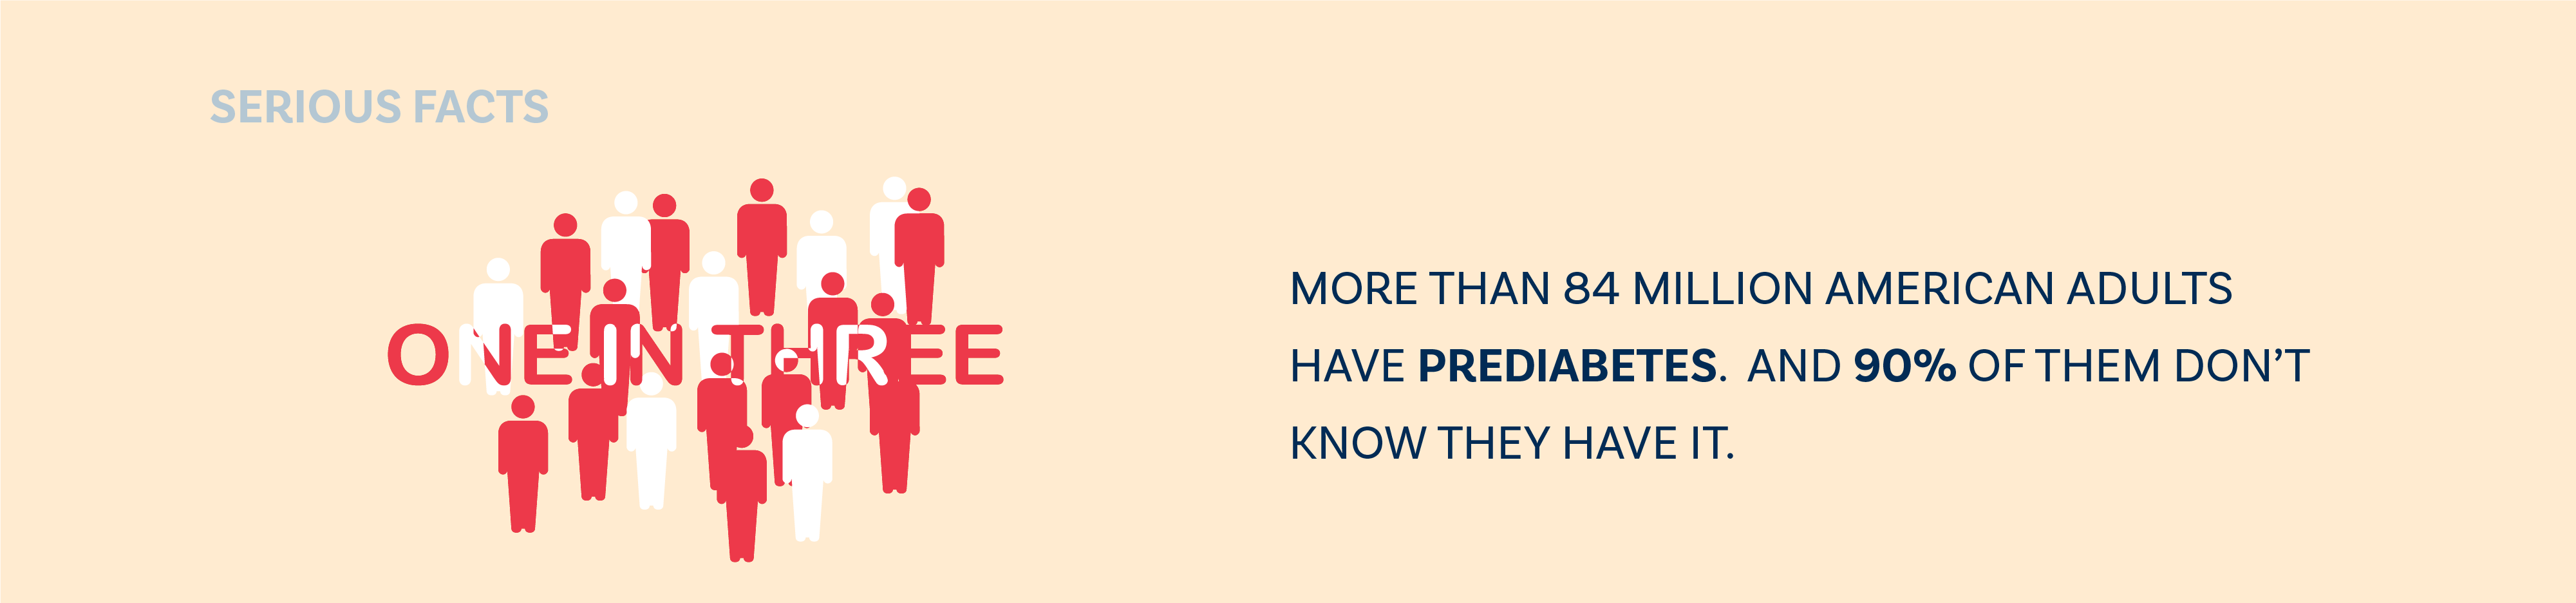 SERIOUS FACTS
ONE IN THREE
MORE THAN 84 MILLION AMERICAN ADULTS
HAVE PREDIABETES.  AND 90% OF THEM DON’T
KNOW THEY HAVE IT.